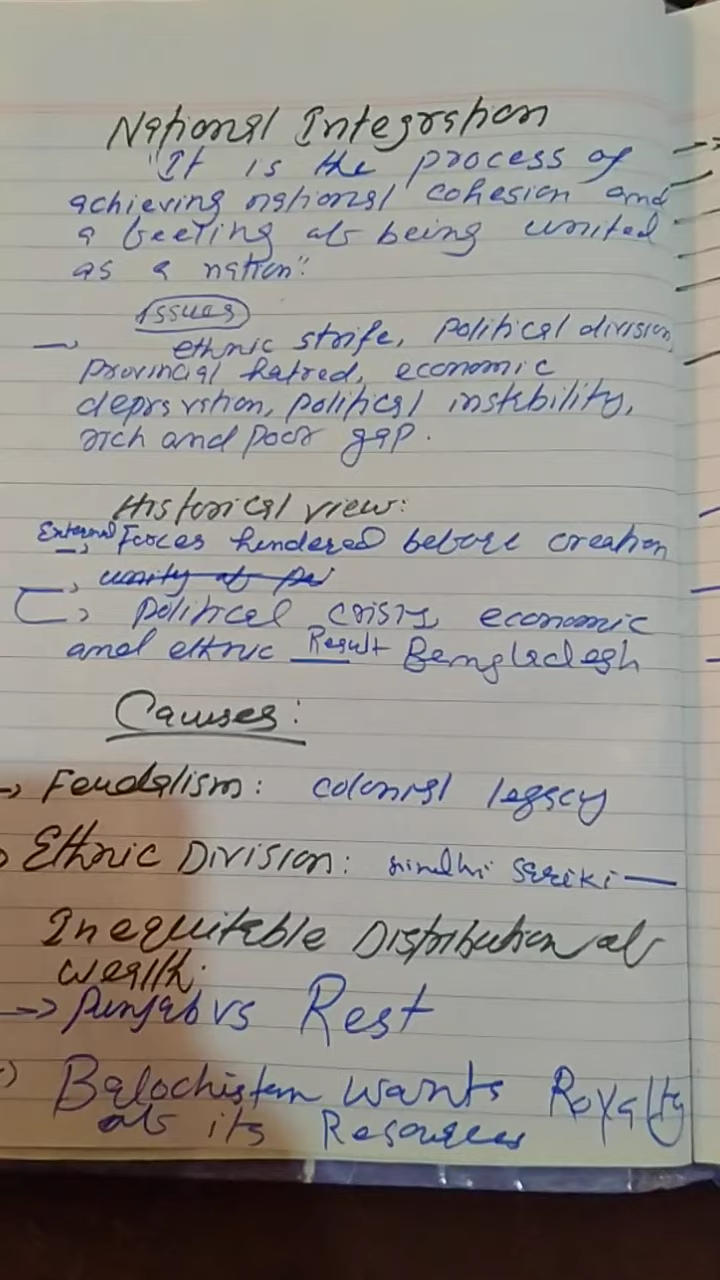 National Integration
"It is the process of
achieving national cohesion and
a feeling of being united
as a nation".
Issues
ethnic strife, political division,
provincial hatred, economic
deprivation, political instability,
rich and poor gap.
Historical view:
External Forces hindered before creation
unity of
→ political crisis, economic
and ethnic Result Bangladesh
Causes:
→ Feudalism: colonial legacy
Ethnic Division: sindhi Seriki —
Inequitable Distribution of
wealth:
→ Punjab vs Rest
Balochistan wants Royalty
of its Resources